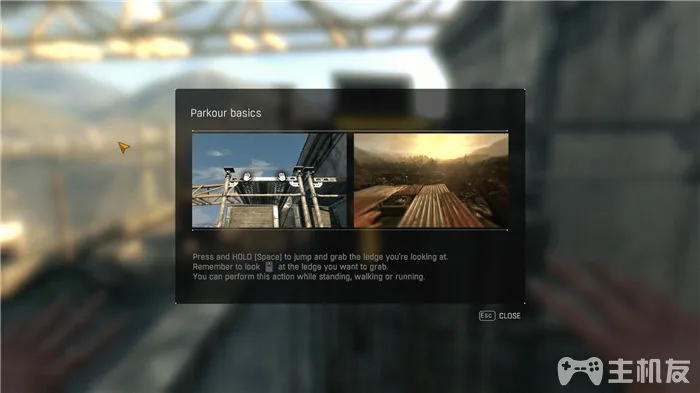 Parkour basics
Press and HOLD [Space] to jump and grab the ledge you're looking at.
Remember to look at the ledge you want to grab.
You can perform this action while standing, walking or running.
Esc CLOSE
主机友